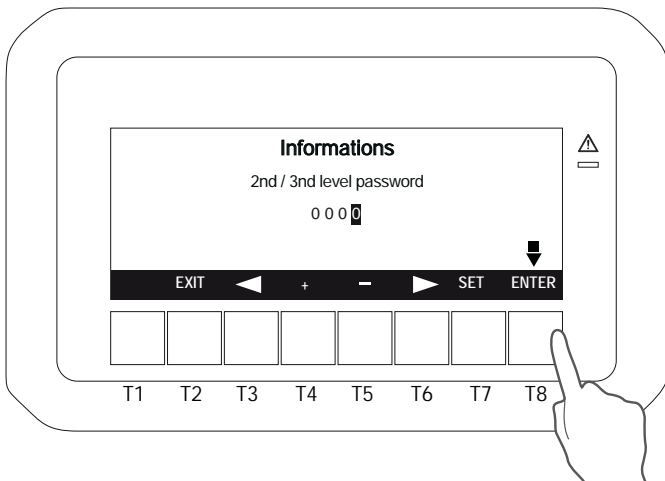 Informations
2nd / 3nd level password
0 0 0 0
EXIT + – SET ENTER
T1 T2 T3 T4 T5 T6 T7 T8